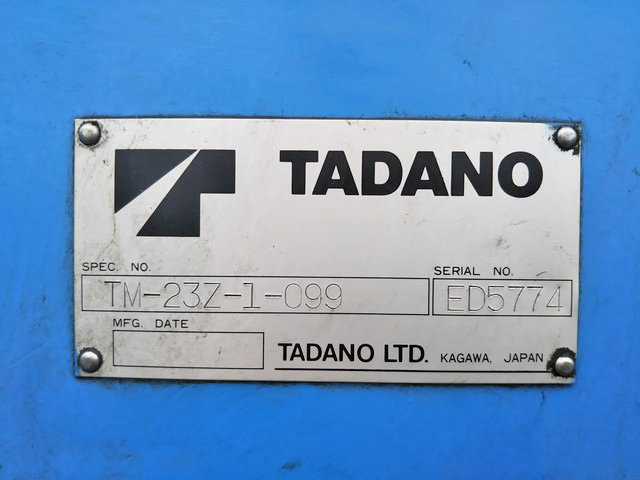 TADANO
SPEC. NO.
TM-23Z-1-099
SERIAL NO.
ED5774
MFG. DATE
TADANO LTD. KAGAWA, JAPAN